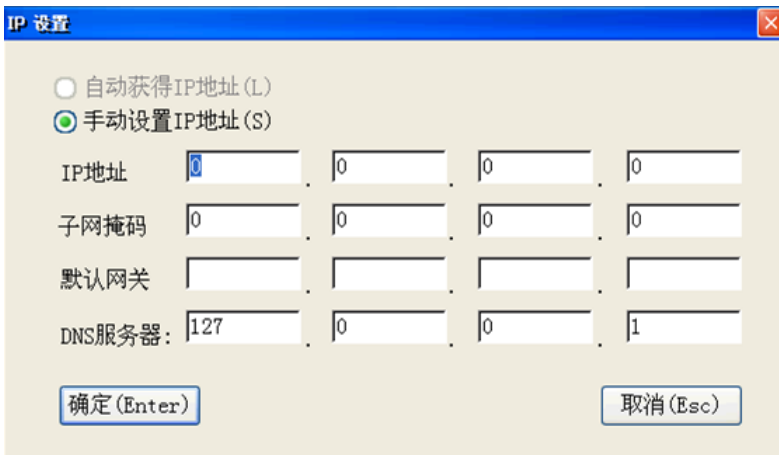 IP 设置
自动获得IP地址(L)
手动设置IP地址(S)
IP地址 0 . 0 . 0 . 0
子网掩码 0 . 0 . 0 . 0
默认网关 . . .
DNS服务器: 127 . 0 . 0 . 1
确定(Enter) 取消(Esc)